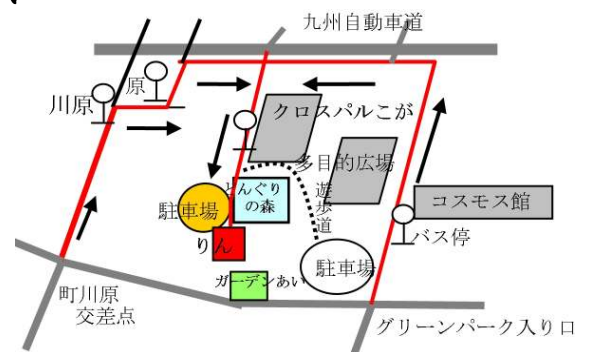 九州自動車道
原
川原
クロスパルこが
多目的広場
どんぐり
の森
遊歩道
駐車場
コスモス館
バス停
りん
駐車場
ガーデンあい
町川原
交差点
グリーンパーク入り口